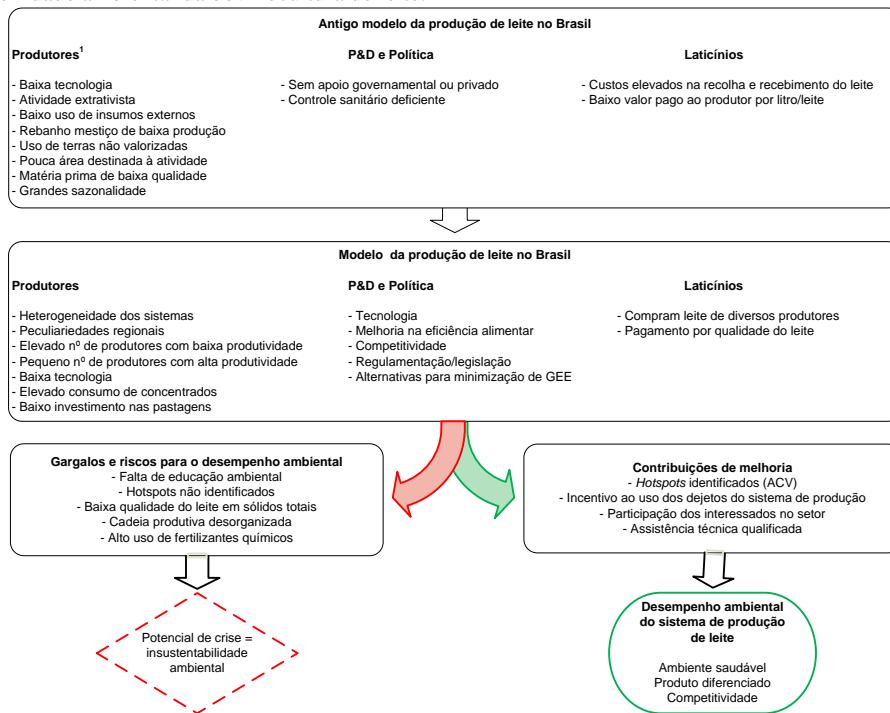 Antigo modelo da produção de leite no Brasil
Produtores¹
- Baixa tecnologia
- Atividade extrativista
- Baixo uso de insumos externos
- Rebanho mestiço de baixa produção
- Uso de terras não valorizadas
- Pouca área destinada à atividade
- Matéria prima de baixa qualidade
- Grandes sazonalidade
P&D e Política
- Sem apoio governamental ou privado
- Controle sanitário deficiente
Laticínios
- Custos elevados na recolha e recebimento do leite
- Baixo valor pago ao produtor por litro/leite
Modelo da produção de leite no Brasil
Produtores
- Heterogeneidade dos sistemas
- Peculiariedades regionais
- Elevado nº de produtores com baixa produtividade
- Pequeno nº de produtores com alta produtividade
- Baixa tecnologia
- Elevado consumo de concentrados
- Baixo investimento nas pastagens
P&D e Política
- Tecnologia
- Melhoria na eficiência alimentar
- Competitividade
- Regulamentação/legislação
- Alternativas para minimização de GEE
Laticínios
- Compram leite de diversos produtores
- Pagamento por qualidade do leite
Gargalos e riscos para o desempenho ambiental
- Falta de educação ambiental
- Hotspots não identificados
- Baixa qualidade do leite em sólidos totais
- Cadeia produtiva desorganizada
- Alto uso de fertilizantes químicos
Contribuições de melhoria
- Hotspots identificados (ACV)
- Incentivo ao uso dos dejetos do sistema de produção
- Participação dos interessados no setor
- Assistência técnica qualificada
Potencial de crise =
insustentabilidade
ambiental
Desempenho ambiental
do sistema de produção
de leite
Ambiente saudável
Produto diferenciado
Competitividade